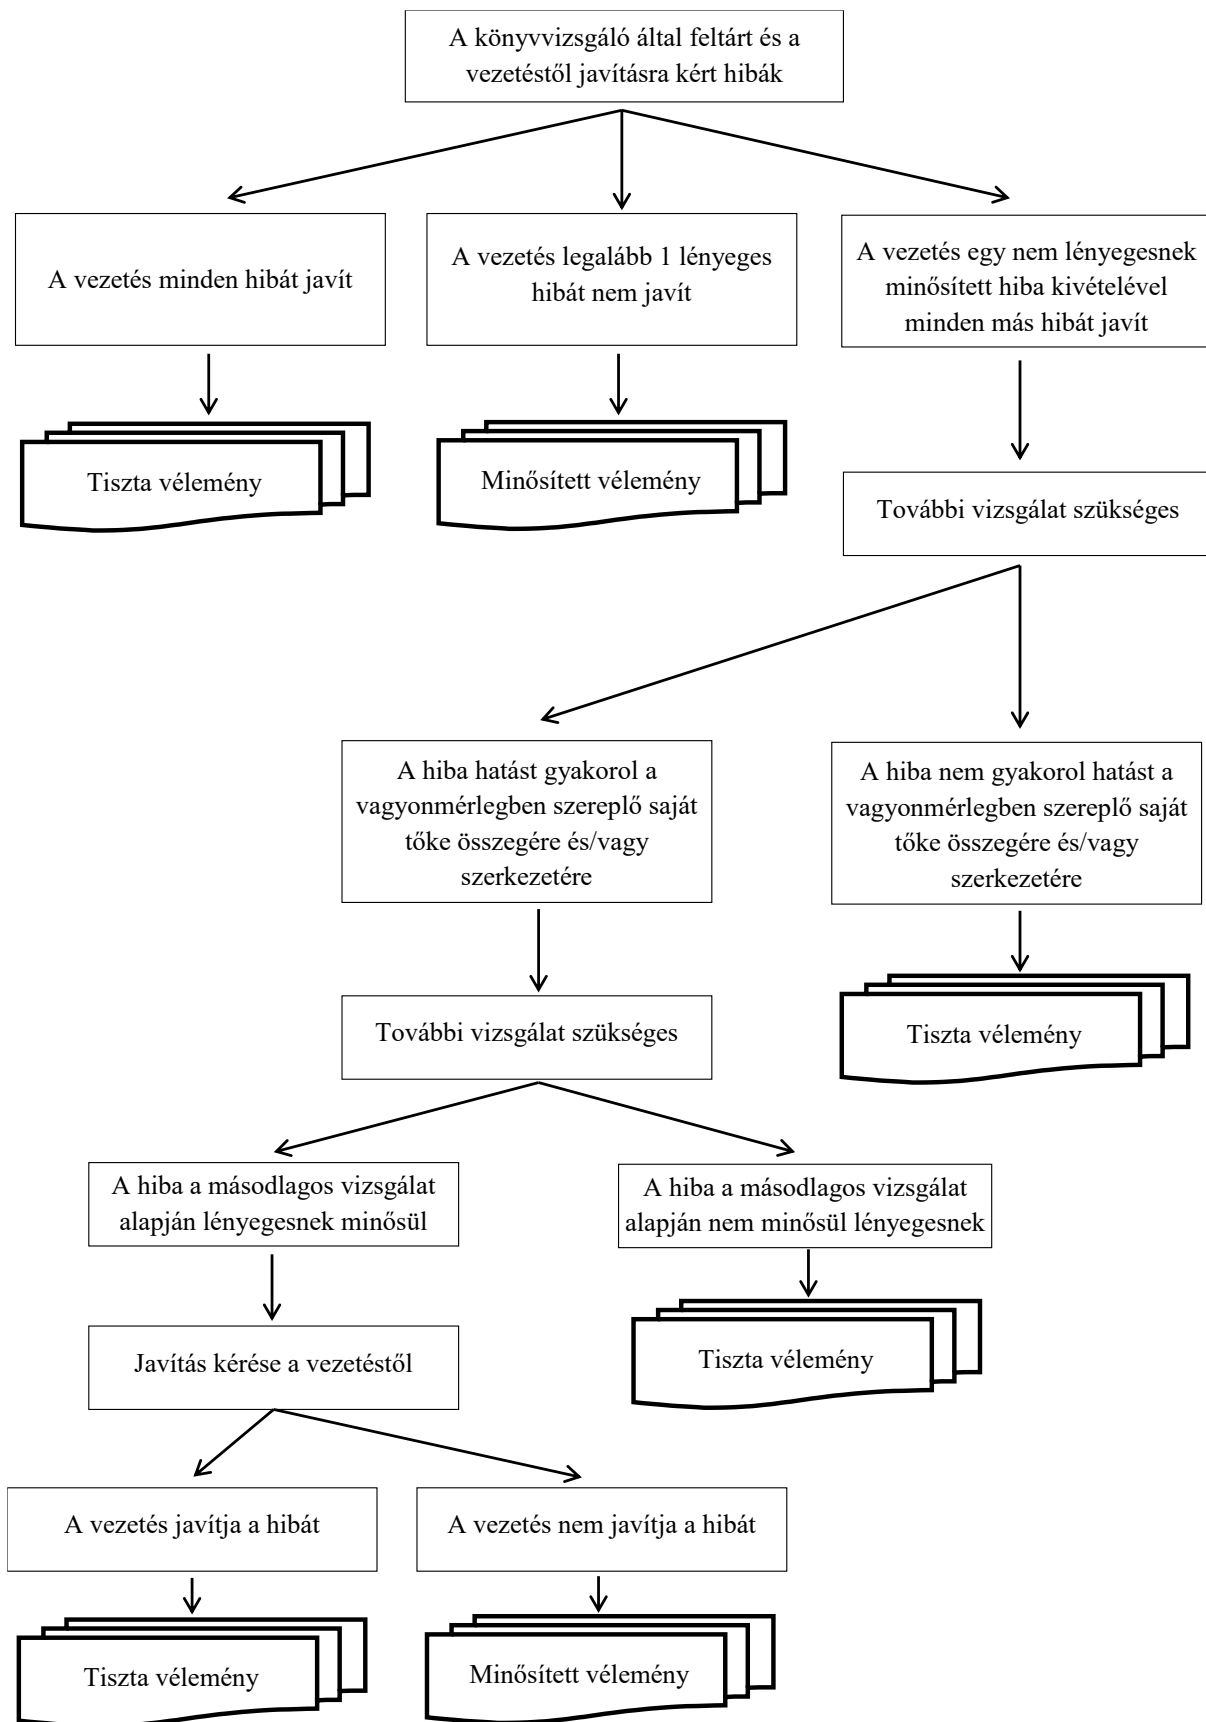 A könyvvizsgáló által feltárt és a
vezetéstől javításra kért hibák
A vezetés minden hibát javít
A vezetés legalább 1 lényeges
hibát nem javít
A vezetés egy nem lényegesnek
minősített hiba kivételével
minden más hibát javít
Tiszta vélemény
Minősített vélemény
További vizsgálat szükséges
A hiba hatást gyakorol a
vagyonmérlegben szereplő saját
tőke összegére és/vagy
szerkezetére
A hiba nem gyakorol hatást a
vagyonmérlegben szereplő saját
tőke összegére és/vagy
szerkezetére
További vizsgálat szükséges
Tiszta vélemény
A hiba a másodlagos vizsgálat
alapján lényegesnek minősül
A hiba a másodlagos vizsgálat
alapján nem minősül lényegesnek
Javítás kérése a vezetéstől
Tiszta vélemény
A vezetés javítja a hibát
A vezetés nem javítja a hibát
Tiszta vélemény
Minősített vélemény